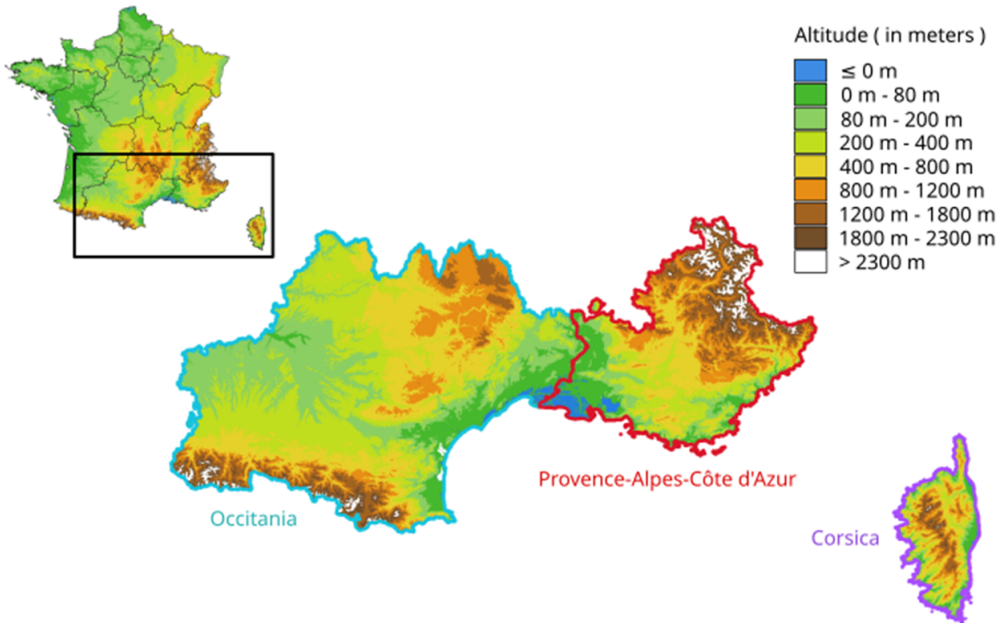 Altitude ( in meters )
≤ 0 m
0 m - 80 m
80 m - 200 m
200 m - 400 m
400 m - 800 m
800 m - 1200 m
1200 m - 1800 m
1800 m - 2300 m
> 2300 m
Provence-Alpes-Côte d'Azur
Occitania
Corsica